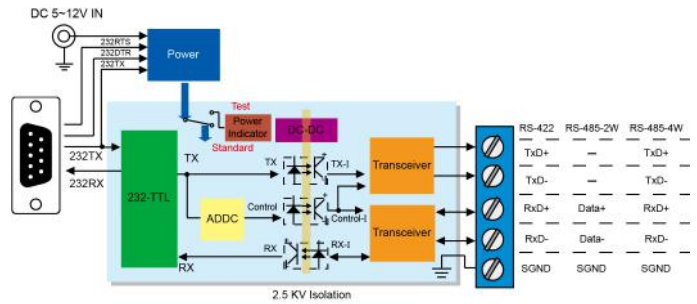 DC 5~12V IN
232RTS
232DTR
232TX
Power
Test
Power Indicator
DC-DC
Standard
232TX
232RX
232-TTL
TX
TX
TX-I
Transceiver
ADDC
Control
Control-I
Transceiver
RX
RX
RX-I
2.5 KV Isolation
RS-422 RS-485-2W RS-485-4W
TxD+ – TxD+
TxD- – TxD-
RxD+ Data+ RxD+
RxD- Data- RxD-
SGND SGND SGND